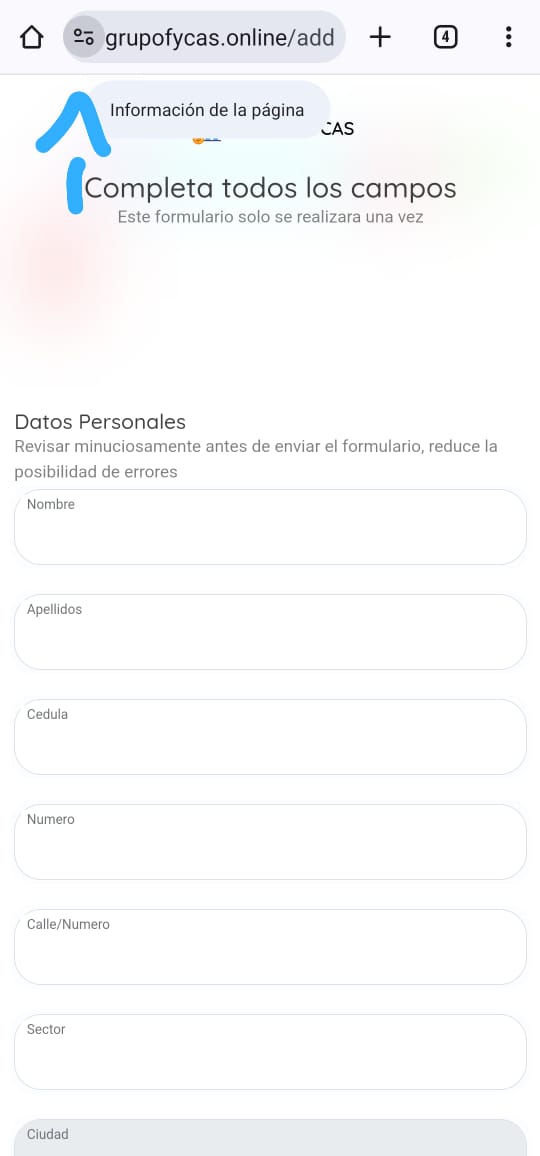 grupofycas.online/add
4
Información de la página
CAS
Completa todos los campos
Este formulario solo se realizara una vez
Datos Personales
Revisar minuciosamente antes de enviar el formulario, reduce la
posibilidad de errores
Nombre
Apellidos
Cedula
Numero
Calle/Numero
Sector
Ciudad